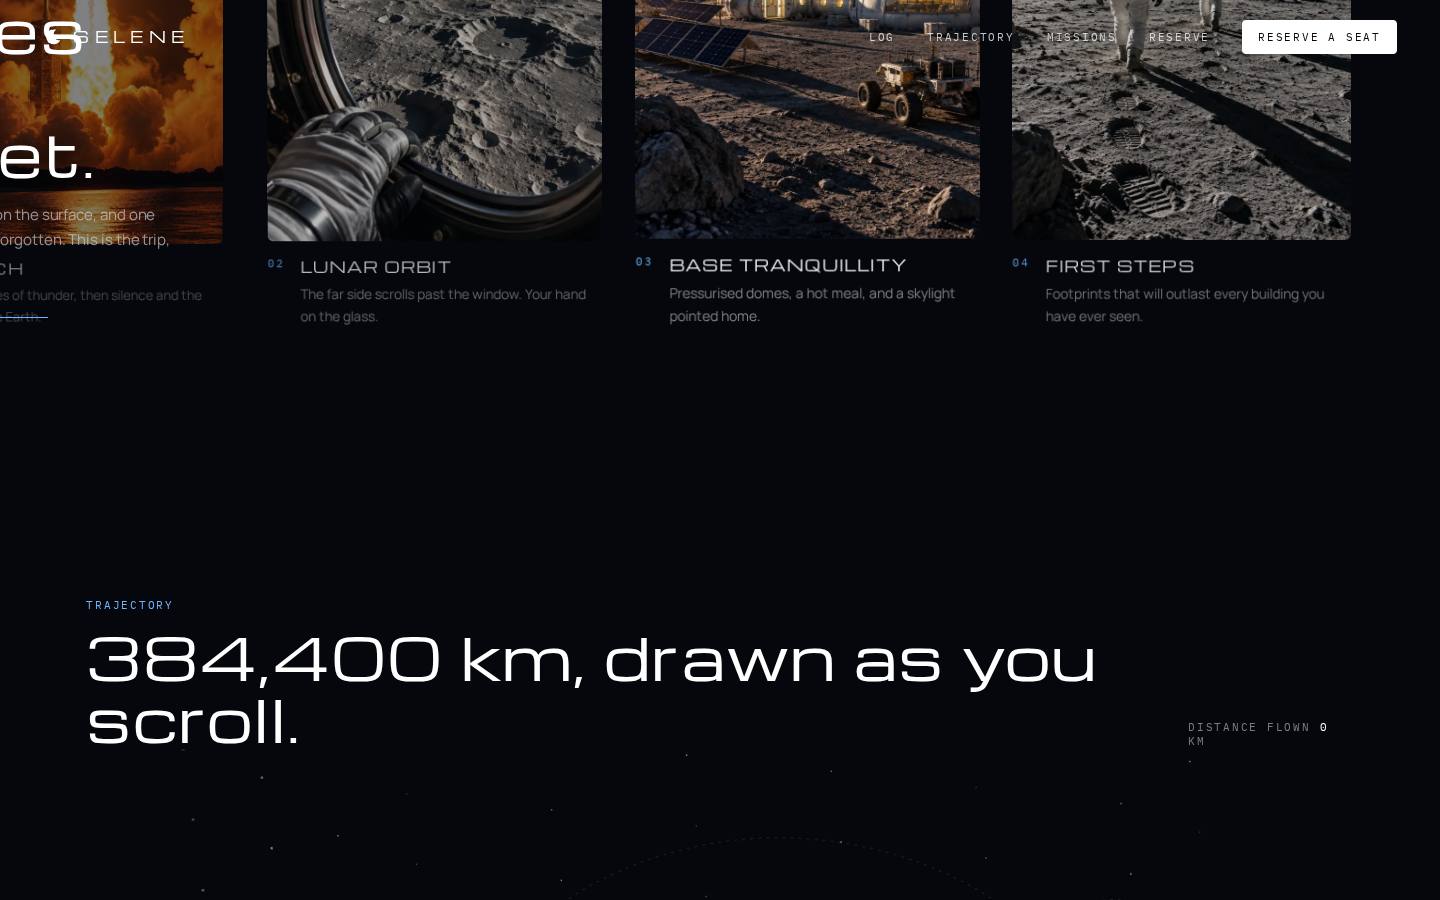 es
SELENE
LOG
TRAJECTORY
MISSIONS
RESERVE
RESERVE A SEAT
et.
on the surface, and one
orgotten. This is the trip,
CH
es of thunder, then silence and the
e Earth.
02
LUNAR ORBIT
The far side scrolls past the window. Your hand
on the glass.
03
BASE TRANQUILLITY
Pressurised domes, a hot meal, and a skylight
pointed home.
04
FIRST STEPS
Footprints that will outlast every building you
have ever seen.
TRAJECTORY
384,400 km, drawn as you
scroll.
DISTANCE FLOWN 0
KM